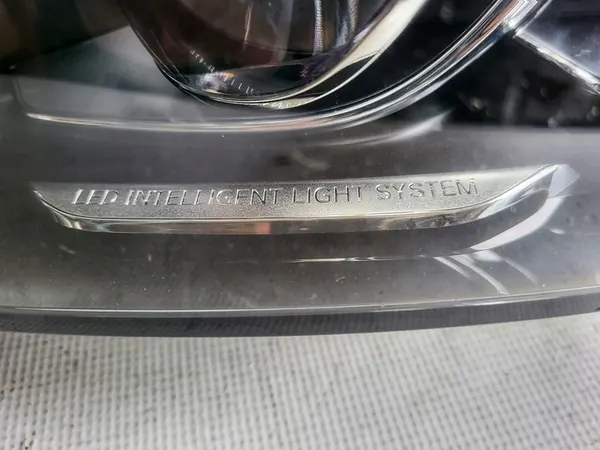 LED INTELLIGENT LIGHT SYSTEM